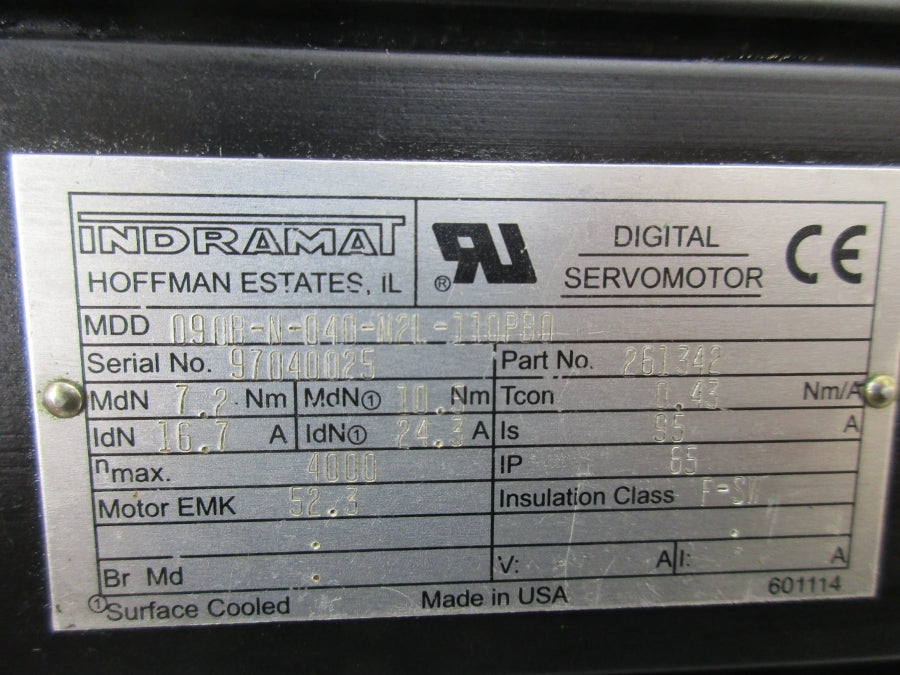 INDRAMAT
HOFFMAN ESTATES, IL
® RU
DIGITAL
SERVOMOTOR
CE
MDD 090B-N-040-N2L-110PB0
Serial No. 97040025
Part No. 261342
MdN 7.2 Nm MdN① 10.5 Nm
Tcon 0.43 Nm/A
IdN 16.7 A IdN① 24.3 A
Is 95 A
nmax. 4000
IP 65
Motor EMK 52.3
Insulation Class
Br Md
V: A I: A
①Surface Cooled
Made in USA
601114